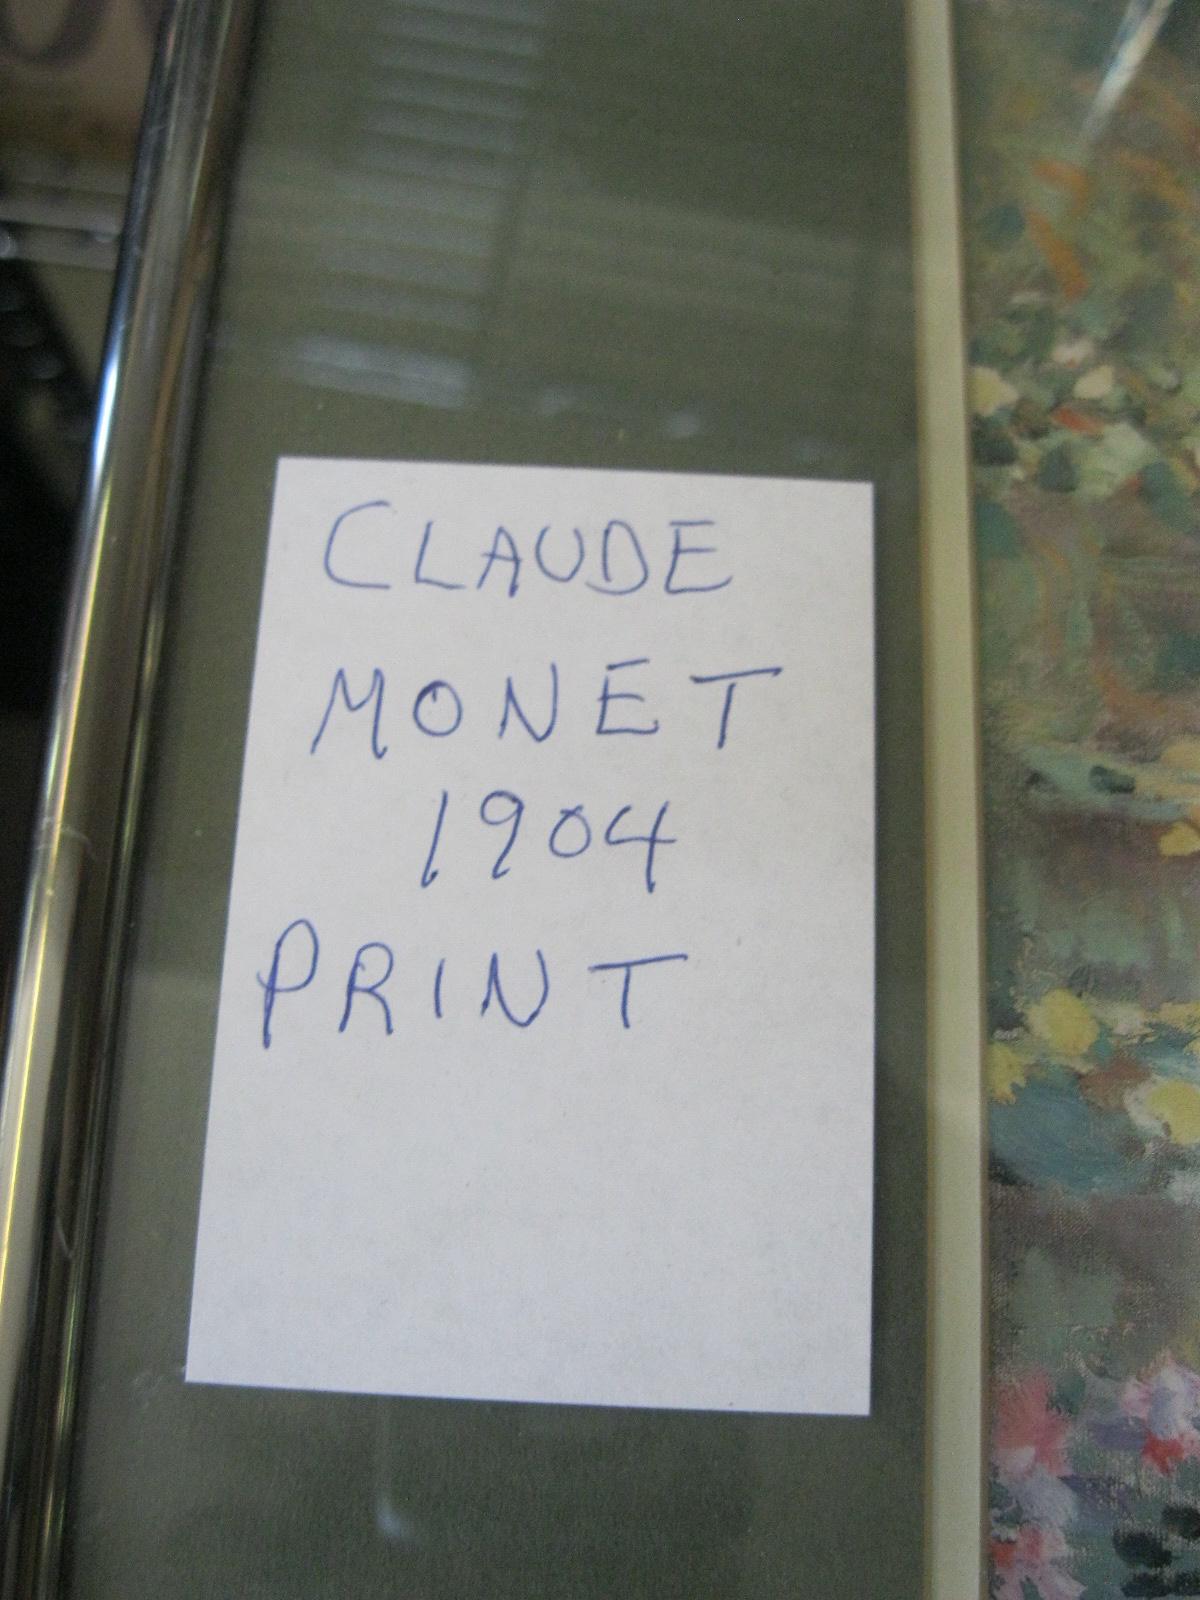 CLAUDE
MONET
1904
PRINT